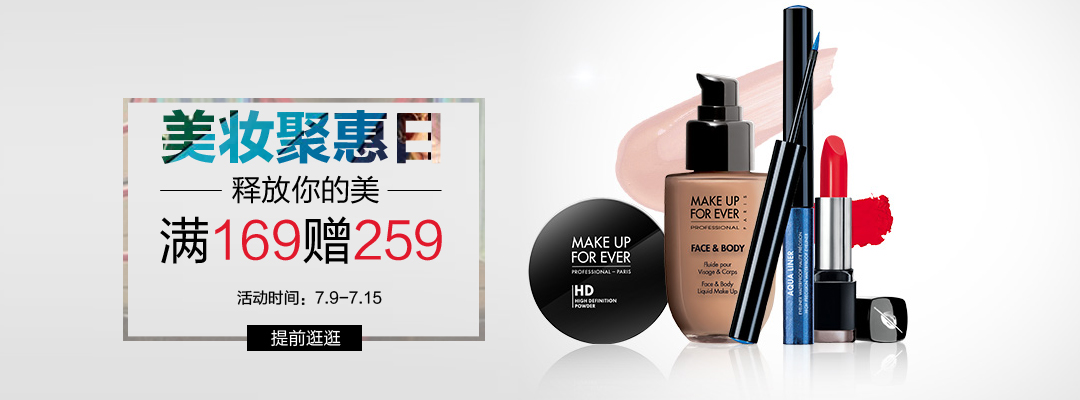 美妆聚惠日
释放你的美
满169赠259
活动时间：7.9-7.15
提前逛逛
MAKE UP
FOR EVER
PROFESSIONAL - PARIS
HD
HIGH DEFINITION
POWDER
MAKE UP
FOR EVER
PROFESSIONAL
PARIS
FACE & BODY
Fluide pour
Visage & Corps
Face & Body
Liquid Make Up
AQUA LINER